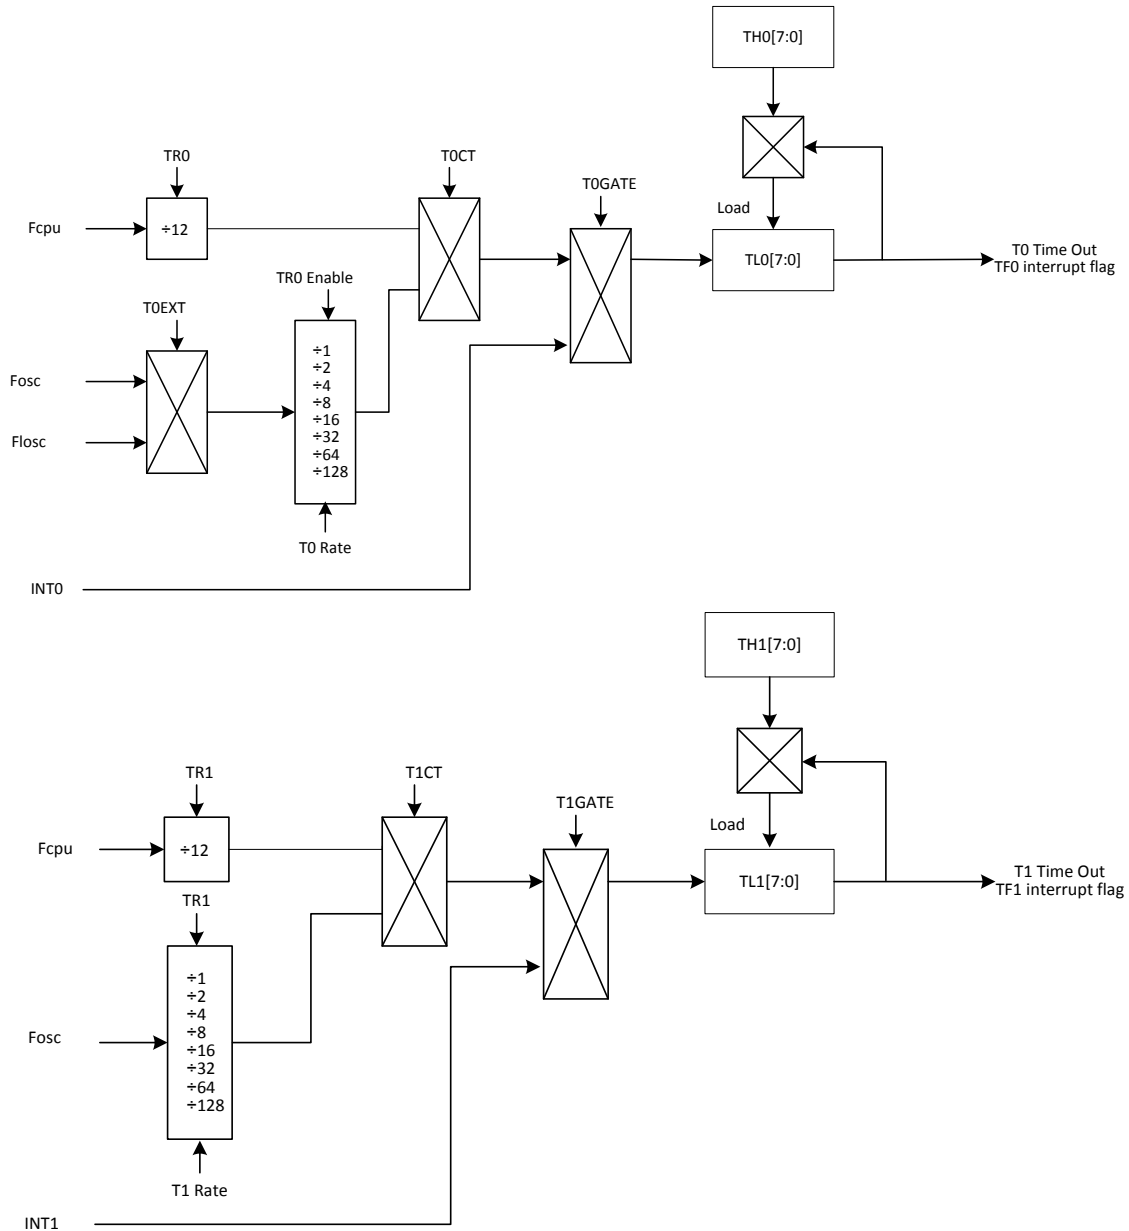 TH0[7:0]
TR0
T0CT
T0GATE
Load
Fcpu
÷12
TL0[7:0]
T0 Time Out
TF0 interrupt flag
TR0 Enable
T0EXT
Fosc
Flosc
÷1
÷2
÷4
÷8
÷16
÷32
÷64
÷128
T0 Rate
INT0
TH1[7:0]
TR1
T1CT
T1GATE
Load
Fcpu
÷12
TL1[7:0]
T1 Time Out
TF1 interrupt flag
TR1
Fosc
÷1
÷2
÷4
÷8
÷16
÷32
÷64
÷128
T1 Rate
INT1